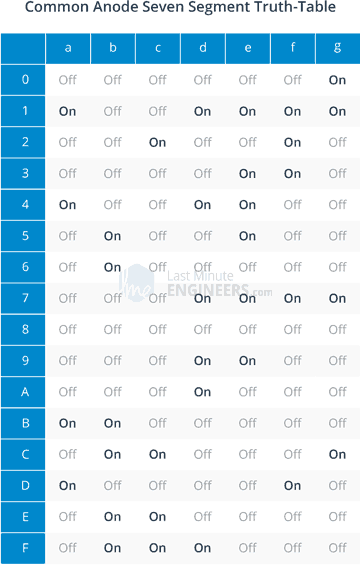 Common Anode Seven Segment Truth-Table
a b c d e f g
0 Off Off Off Off Off Off On
1 On Off Off On On On On
2 Off Off On Off Off On Off
3 Off Off Off Off On On Off
4 On Off Off On On Off Off
5 Off On Off Off On Off Off
6 Off On Off Off Off Off Off
Last Minute
ENGINEERS.com
7 Off Off Off On On On On
8 Off Off Off Off Off Off Off
9 Off Off Off On On Off Off
A Off Off Off On Off Off Off
B On On Off Off Off Off Off
C Off On On Off Off Off On
D On Off Off Off Off On Off
E Off On On Off Off Off Off
F Off On On On Off Off Off